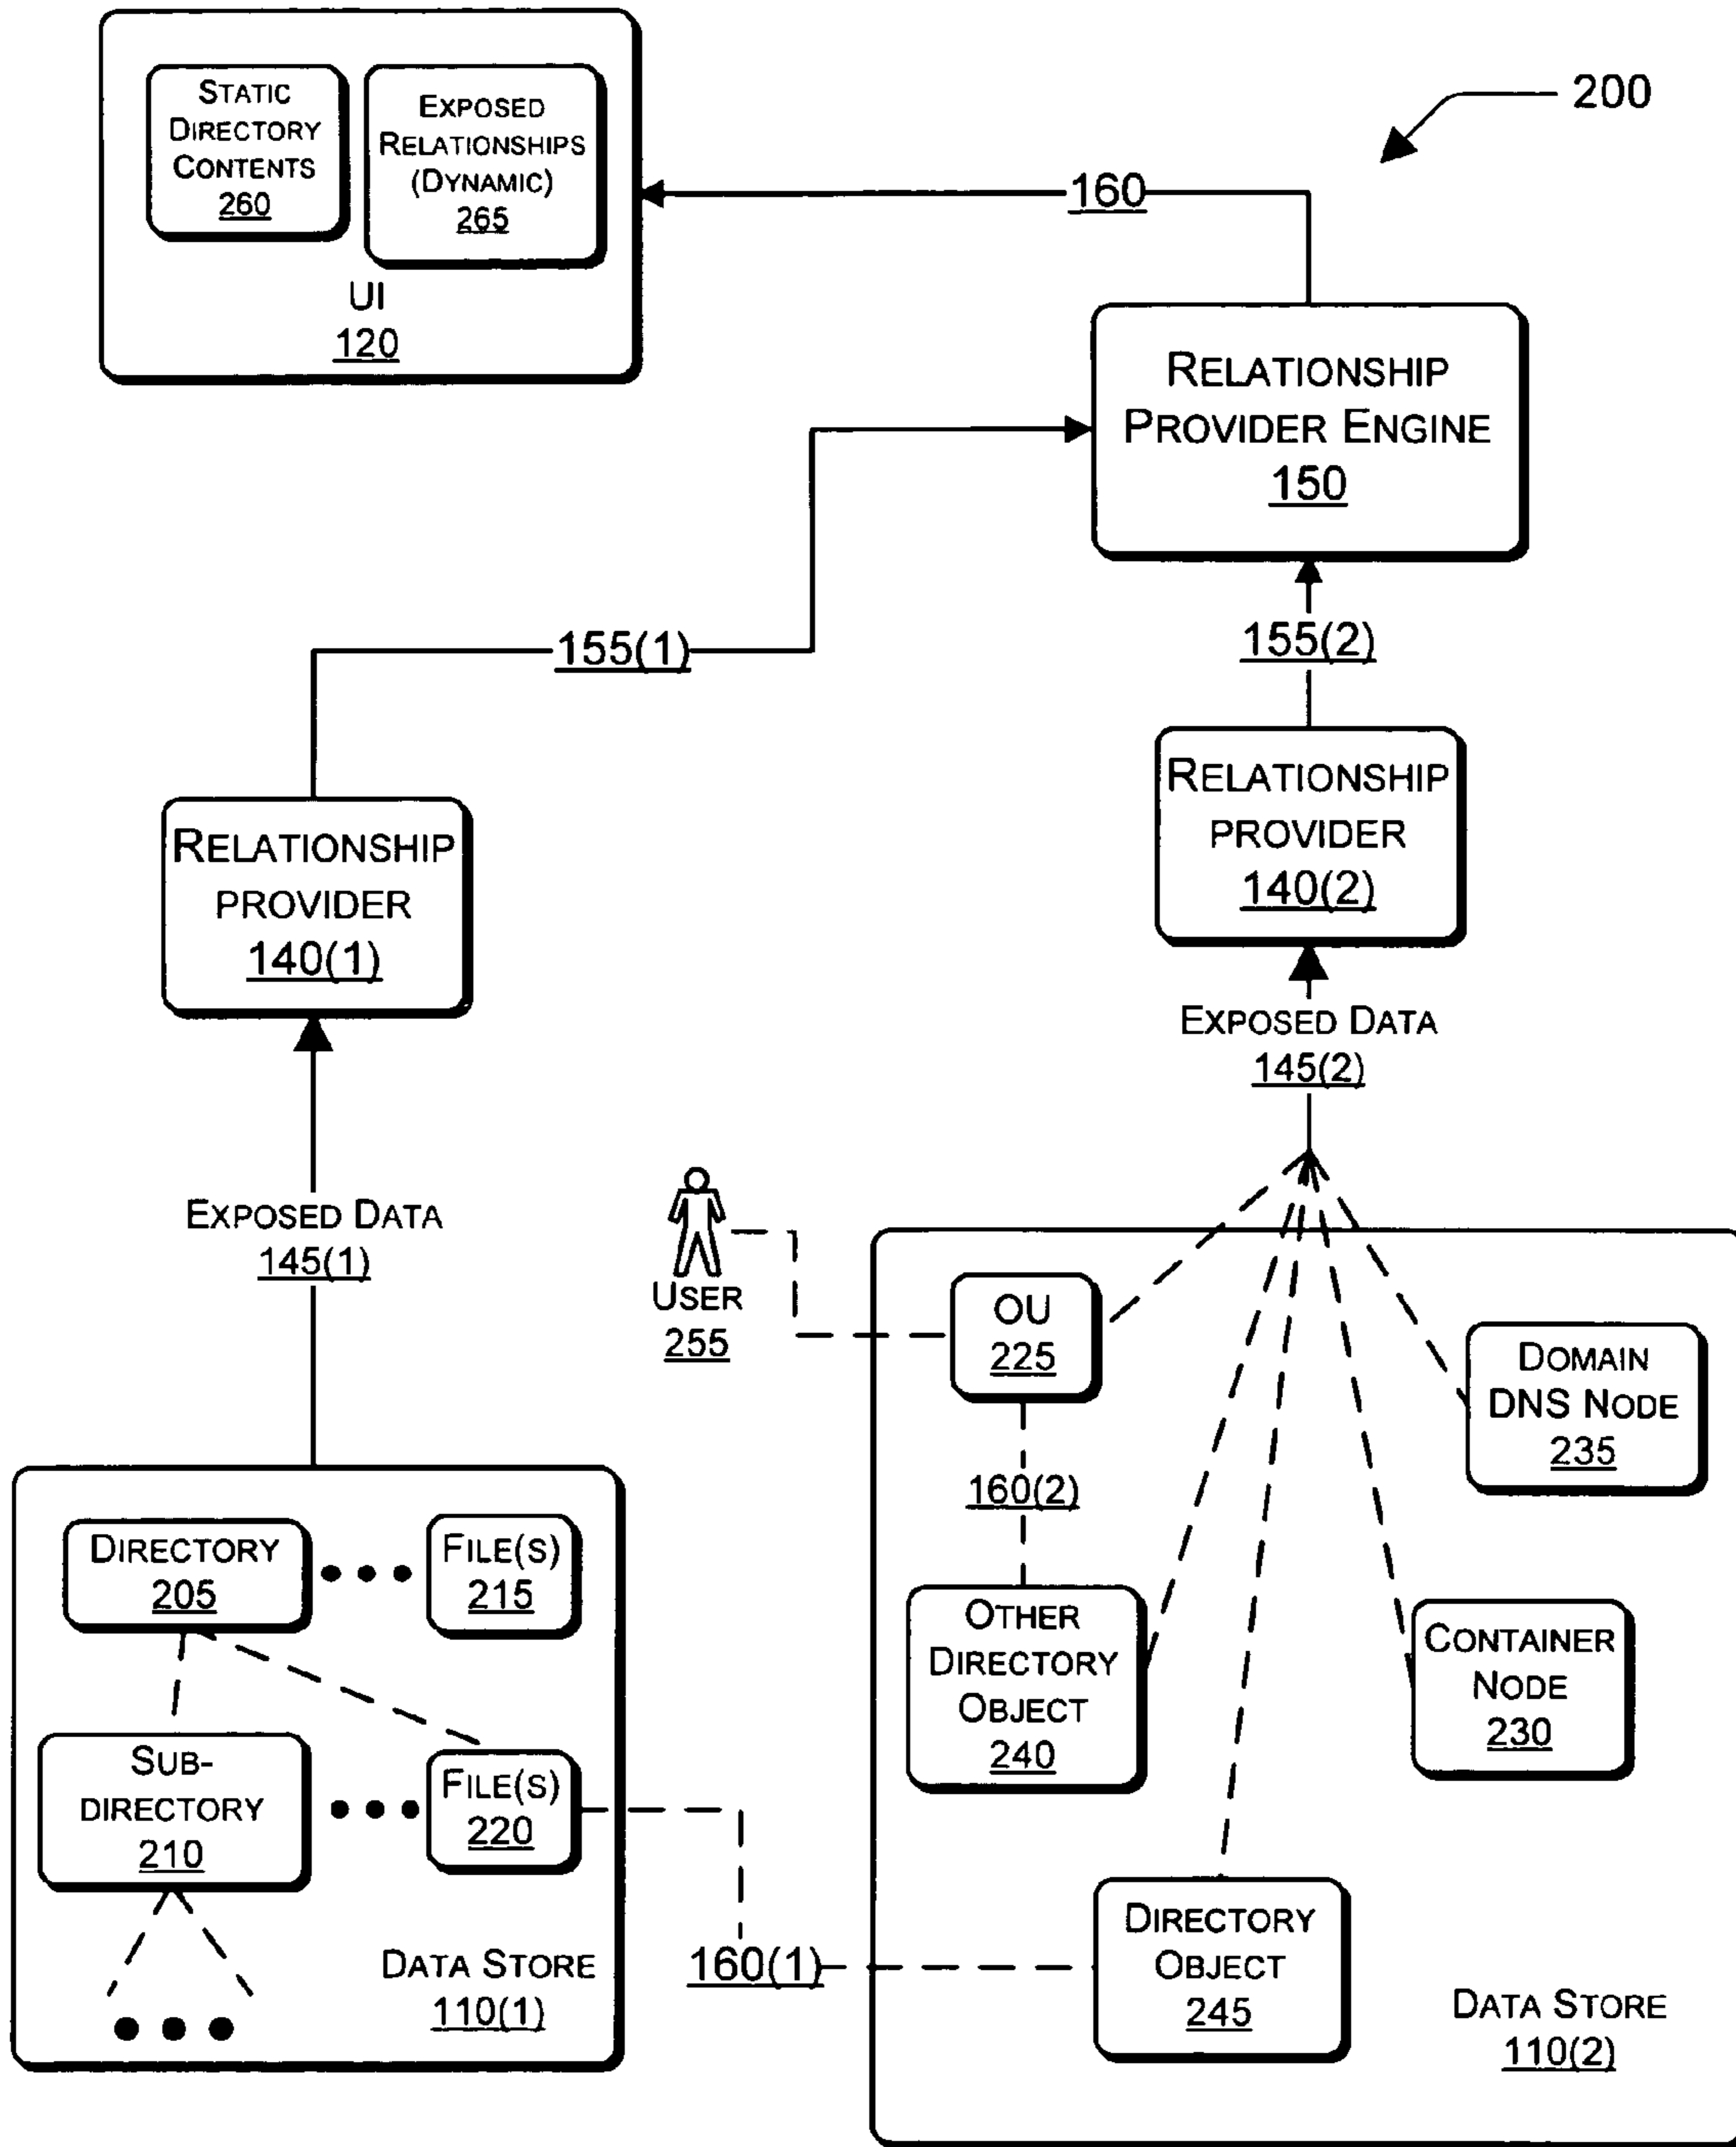 STATIC
DIRECTORY
CONTENTS
260
EXPOSED
RELATIONSHIPS
(DYNAMIC)
265
UI
120
200
160
RELATIONSHIP
PROVIDER ENGINE
150
155(1)
155(2)
RELATIONSHIP
PROVIDER
140(1)
RELATIONSHIP
PROVIDER
140(2)
EXPOSED DATA
145(1)
EXPOSED DATA
145(2)
USER
255
OU
225
DOMAIN
DNS NODE
235
160(2)
OTHER
DIRECTORY
OBJECT
240
CONTAINER
NODE
230
DIRECTORY
205
FILE(S)
215
SUB-
DIRECTORY
210
FILE(S)
220
DATA STORE
110(1)
160(1)
DIRECTORY
OBJECT
245
DATA STORE
110(2)